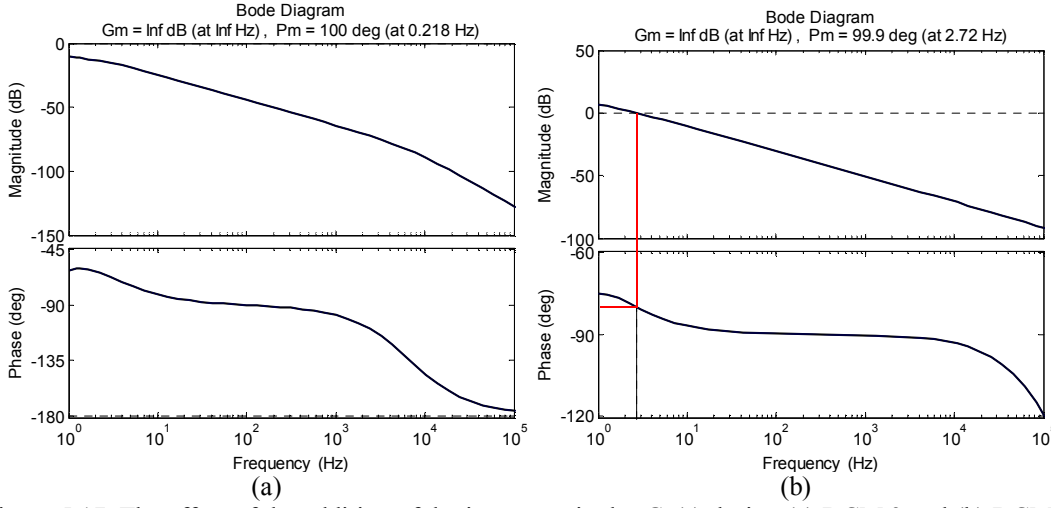 Bode Diagram
Gm = Inf dB (at Inf Hz) , Pm = 100 deg (at 0.218 Hz)
0
-50
-100
-150
Magnitude (dB)
-45
-90
-135
-180
Phase (deg)
10^0 10^1 10^2 10^3 10^4 10^5
Frequency (Hz)
(a)
Bode Diagram
Gm = Inf dB (at Inf Hz) , Pm = 99.9 deg (at 2.72 Hz)
50
0
-50
-100
Magnitude (dB)
-60
-90
-120
Phase (deg)
10^0 10^1 10^2 10^3 10^4 10
Frequency (Hz)
(b)